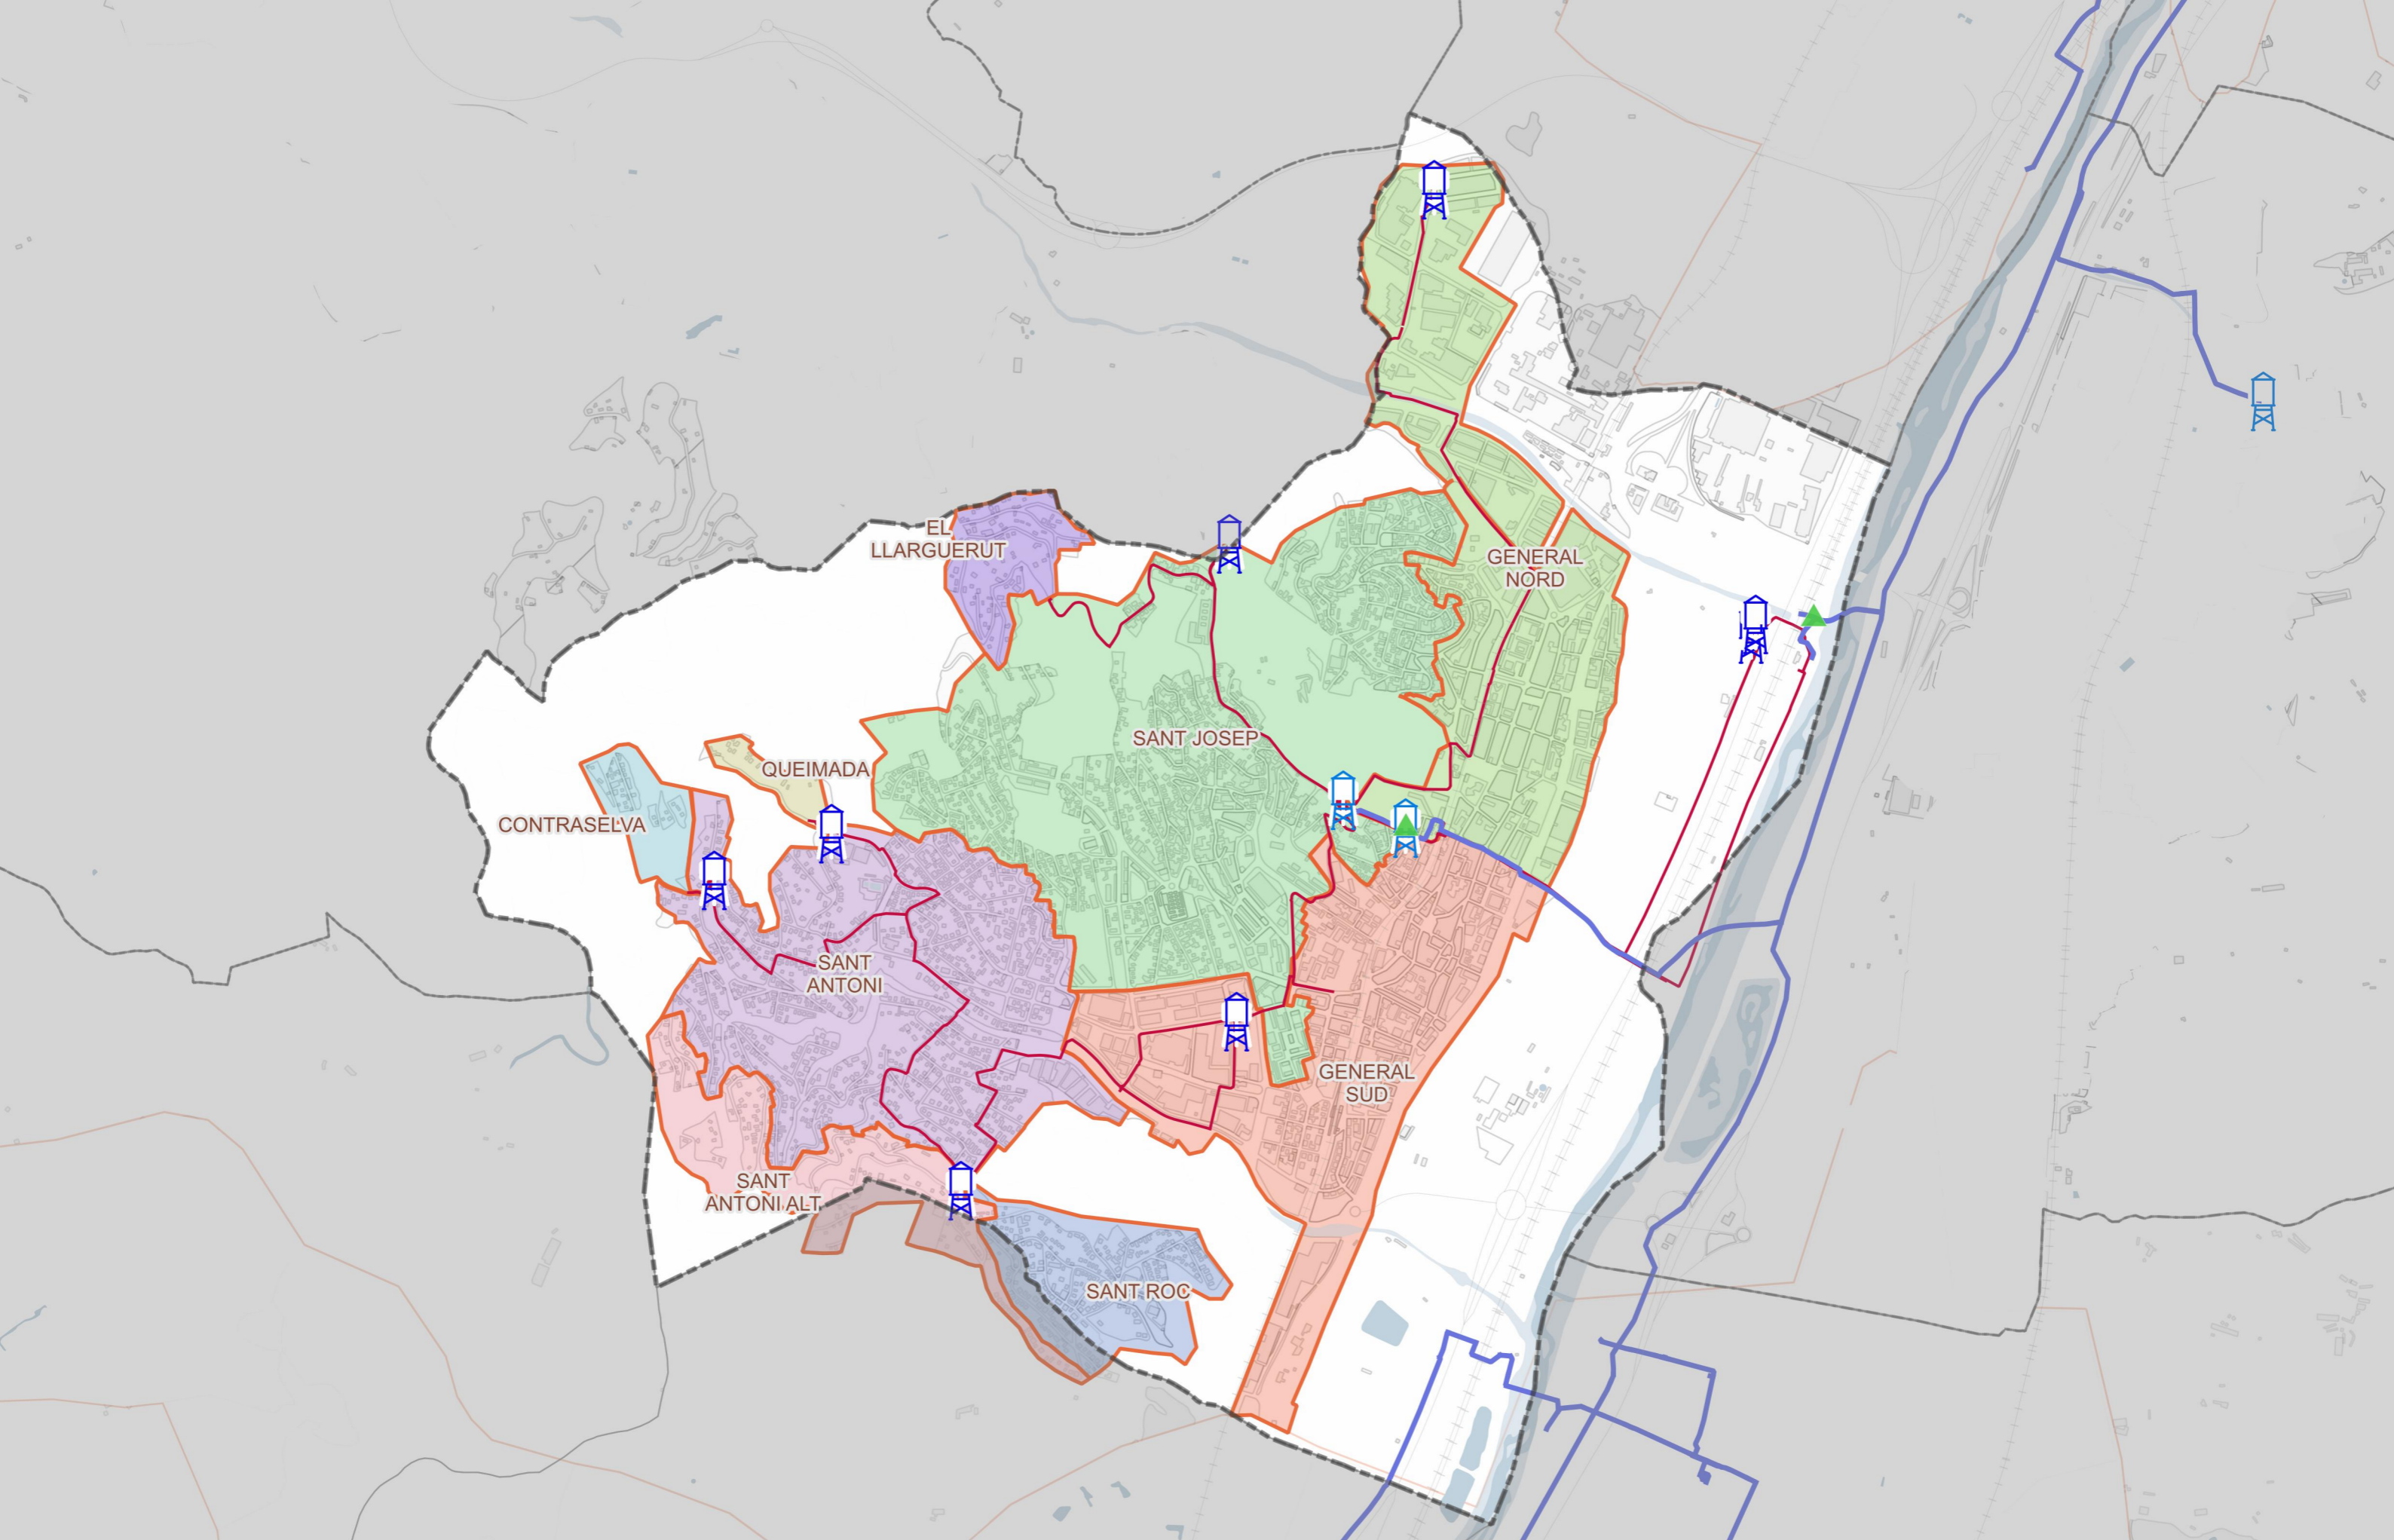 EL
LLARGUERUT
GENERAL
NORD
SANT JOSEP
QUEIMADA
CONTRASELVA
SANT
ANTONI
GENERAL
SUD
SANT
ANTONI ALT
SANT ROC